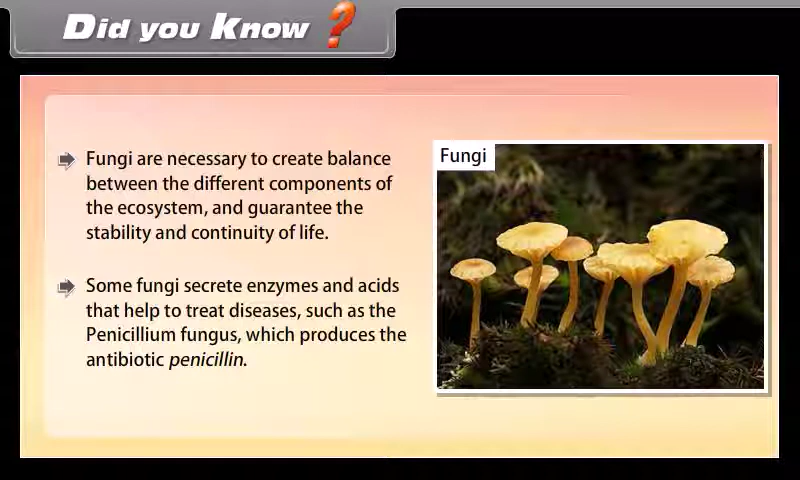 Did you Know ?
Fungi are necessary to create balance
between the different components of
the ecosystem, and guarantee the
stability and continuity of life.
Some fungi secrete enzymes and acids
that help to treat diseases, such as the
Penicillium fungus, which produces the
antibiotic penicillin.
Fungi